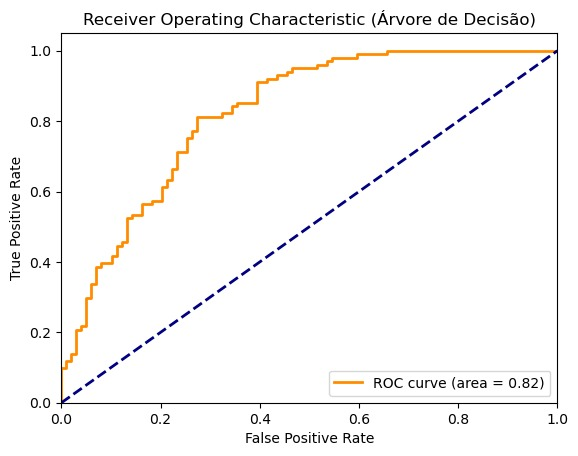 Receiver Operating Characteristic (Árvore de Decisão)
True Positive Rate
1.0
0.8
0.6
0.4
0.2
0.0
0.0 0.2 0.4 0.6 0.8 1.0
False Positive Rate
ROC curve (area = 0.82)